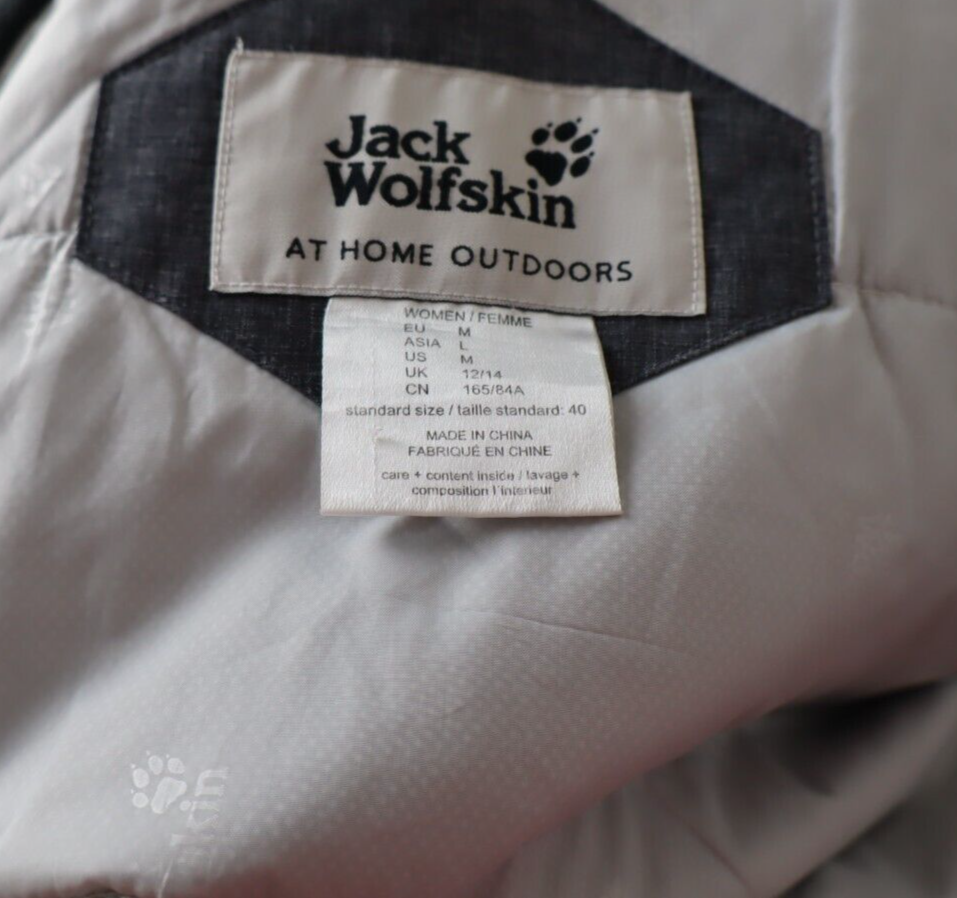 Jack
Wolfskin
AT HOME OUTDOORS
WOMEN / FEMME
EU M
ASIA L
US M
UK 12/14
CN 165/84A
standard size / taille standard: 40
MADE IN CHINA
FABRIQUÉ EN CHINE
care + content inside / lavage +
composition l'interieur